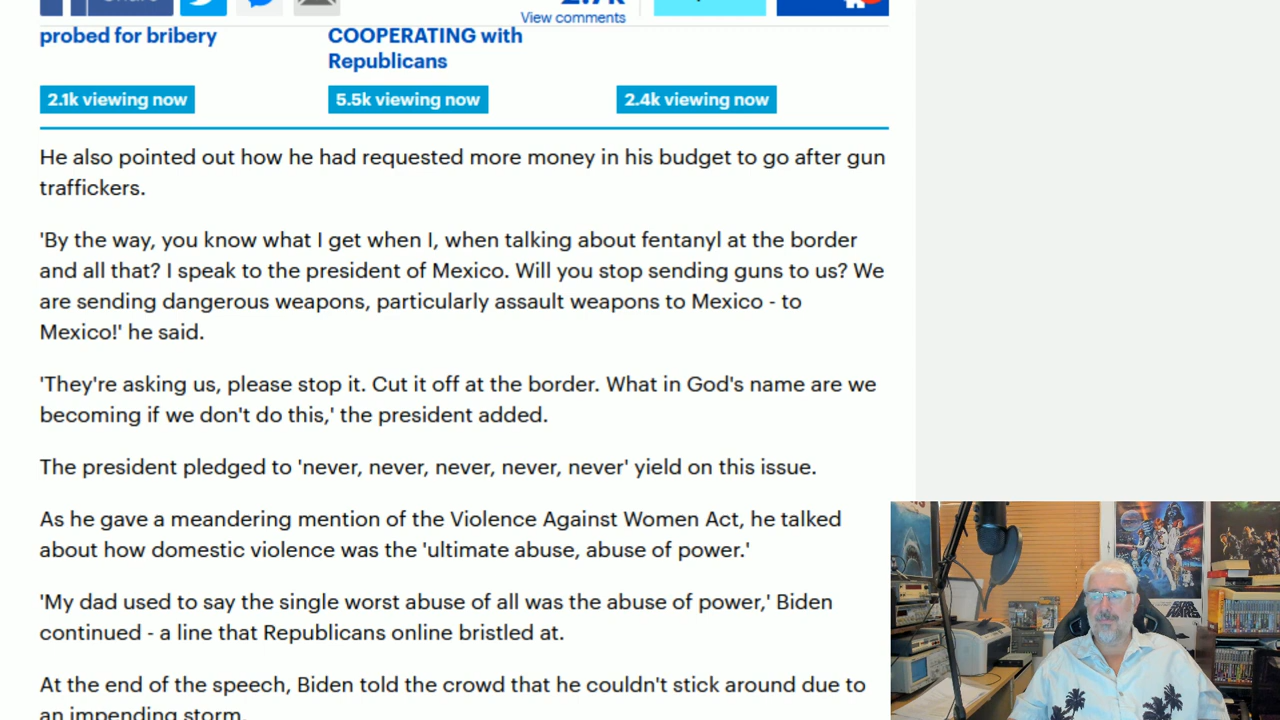 Share
2.7k
View comments
probed for bribery
COOPERATING with
Republicans
2.1k viewing now
5.5k viewing now
2.4k viewing now
He also pointed out how he had requested more money in his budget to go after gun
traffickers.
'By the way, you know what I get when I, when talking about fentanyl at the border
and all that? I speak to the president of Mexico. Will you stop sending guns to us? We
are sending dangerous weapons, particularly assault weapons to Mexico - to
Mexico!' he said.
'They're asking us, please stop it. Cut it off at the border. What in God's name are we
becoming if we don't do this,' the president added.
The president pledged to 'never, never, never, never, never' yield on this issue.
As he gave a meandering mention of the Violence Against Women Act, he talked
about how domestic violence was the 'ultimate abuse, abuse of power.'
'My dad used to say the single worst abuse of all was the abuse of power,' Biden
continued - a line that Republicans online bristled at.
At the end of the speech, Biden told the crowd that he couldn't stick around due to
an impending storm.
STAR
WARS